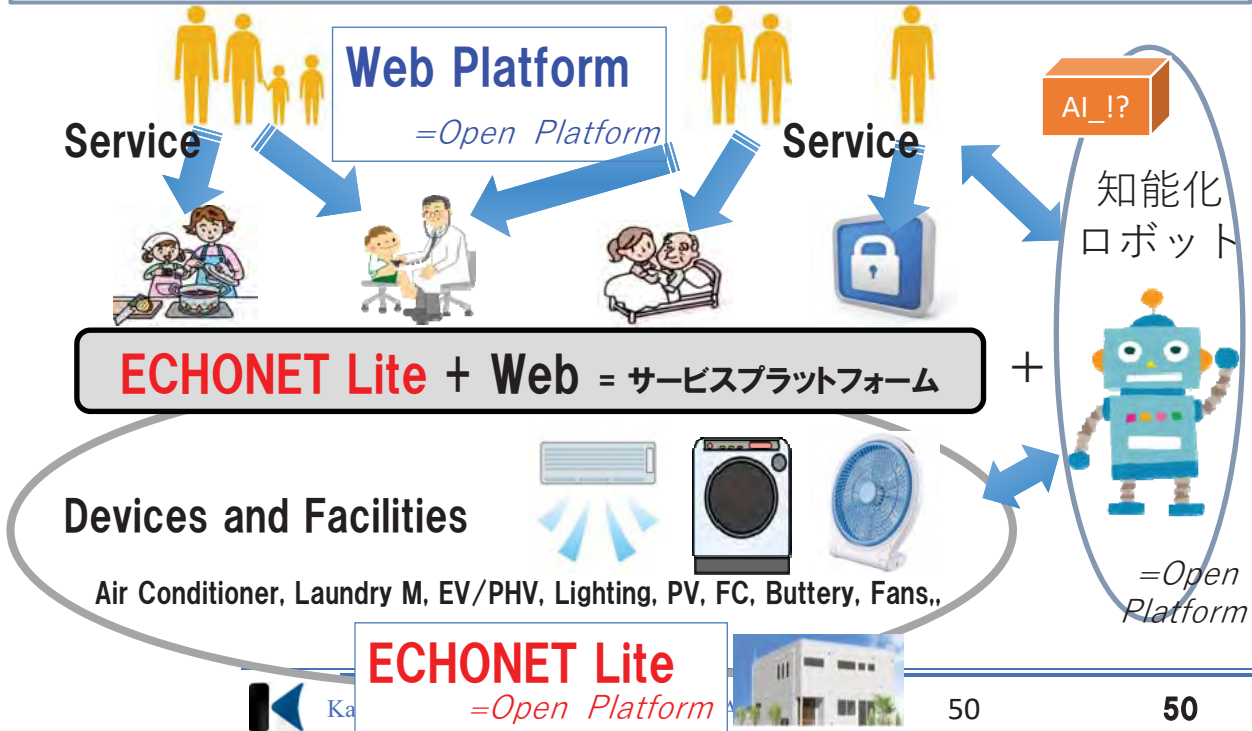 Web Platform
=Open Platform
Service
Service
AI_!?
知能化
ロボット
ECHONET Lite + Web = サービスプラットフォーム
+
Devices and Facilities
Air Conditioner, Laundry M, EV/PHV, Lighting, PV, FC, Buttery, Fans,,
=Open
Platform
ECHONET Lite
=Open Platform
Ka
50
50